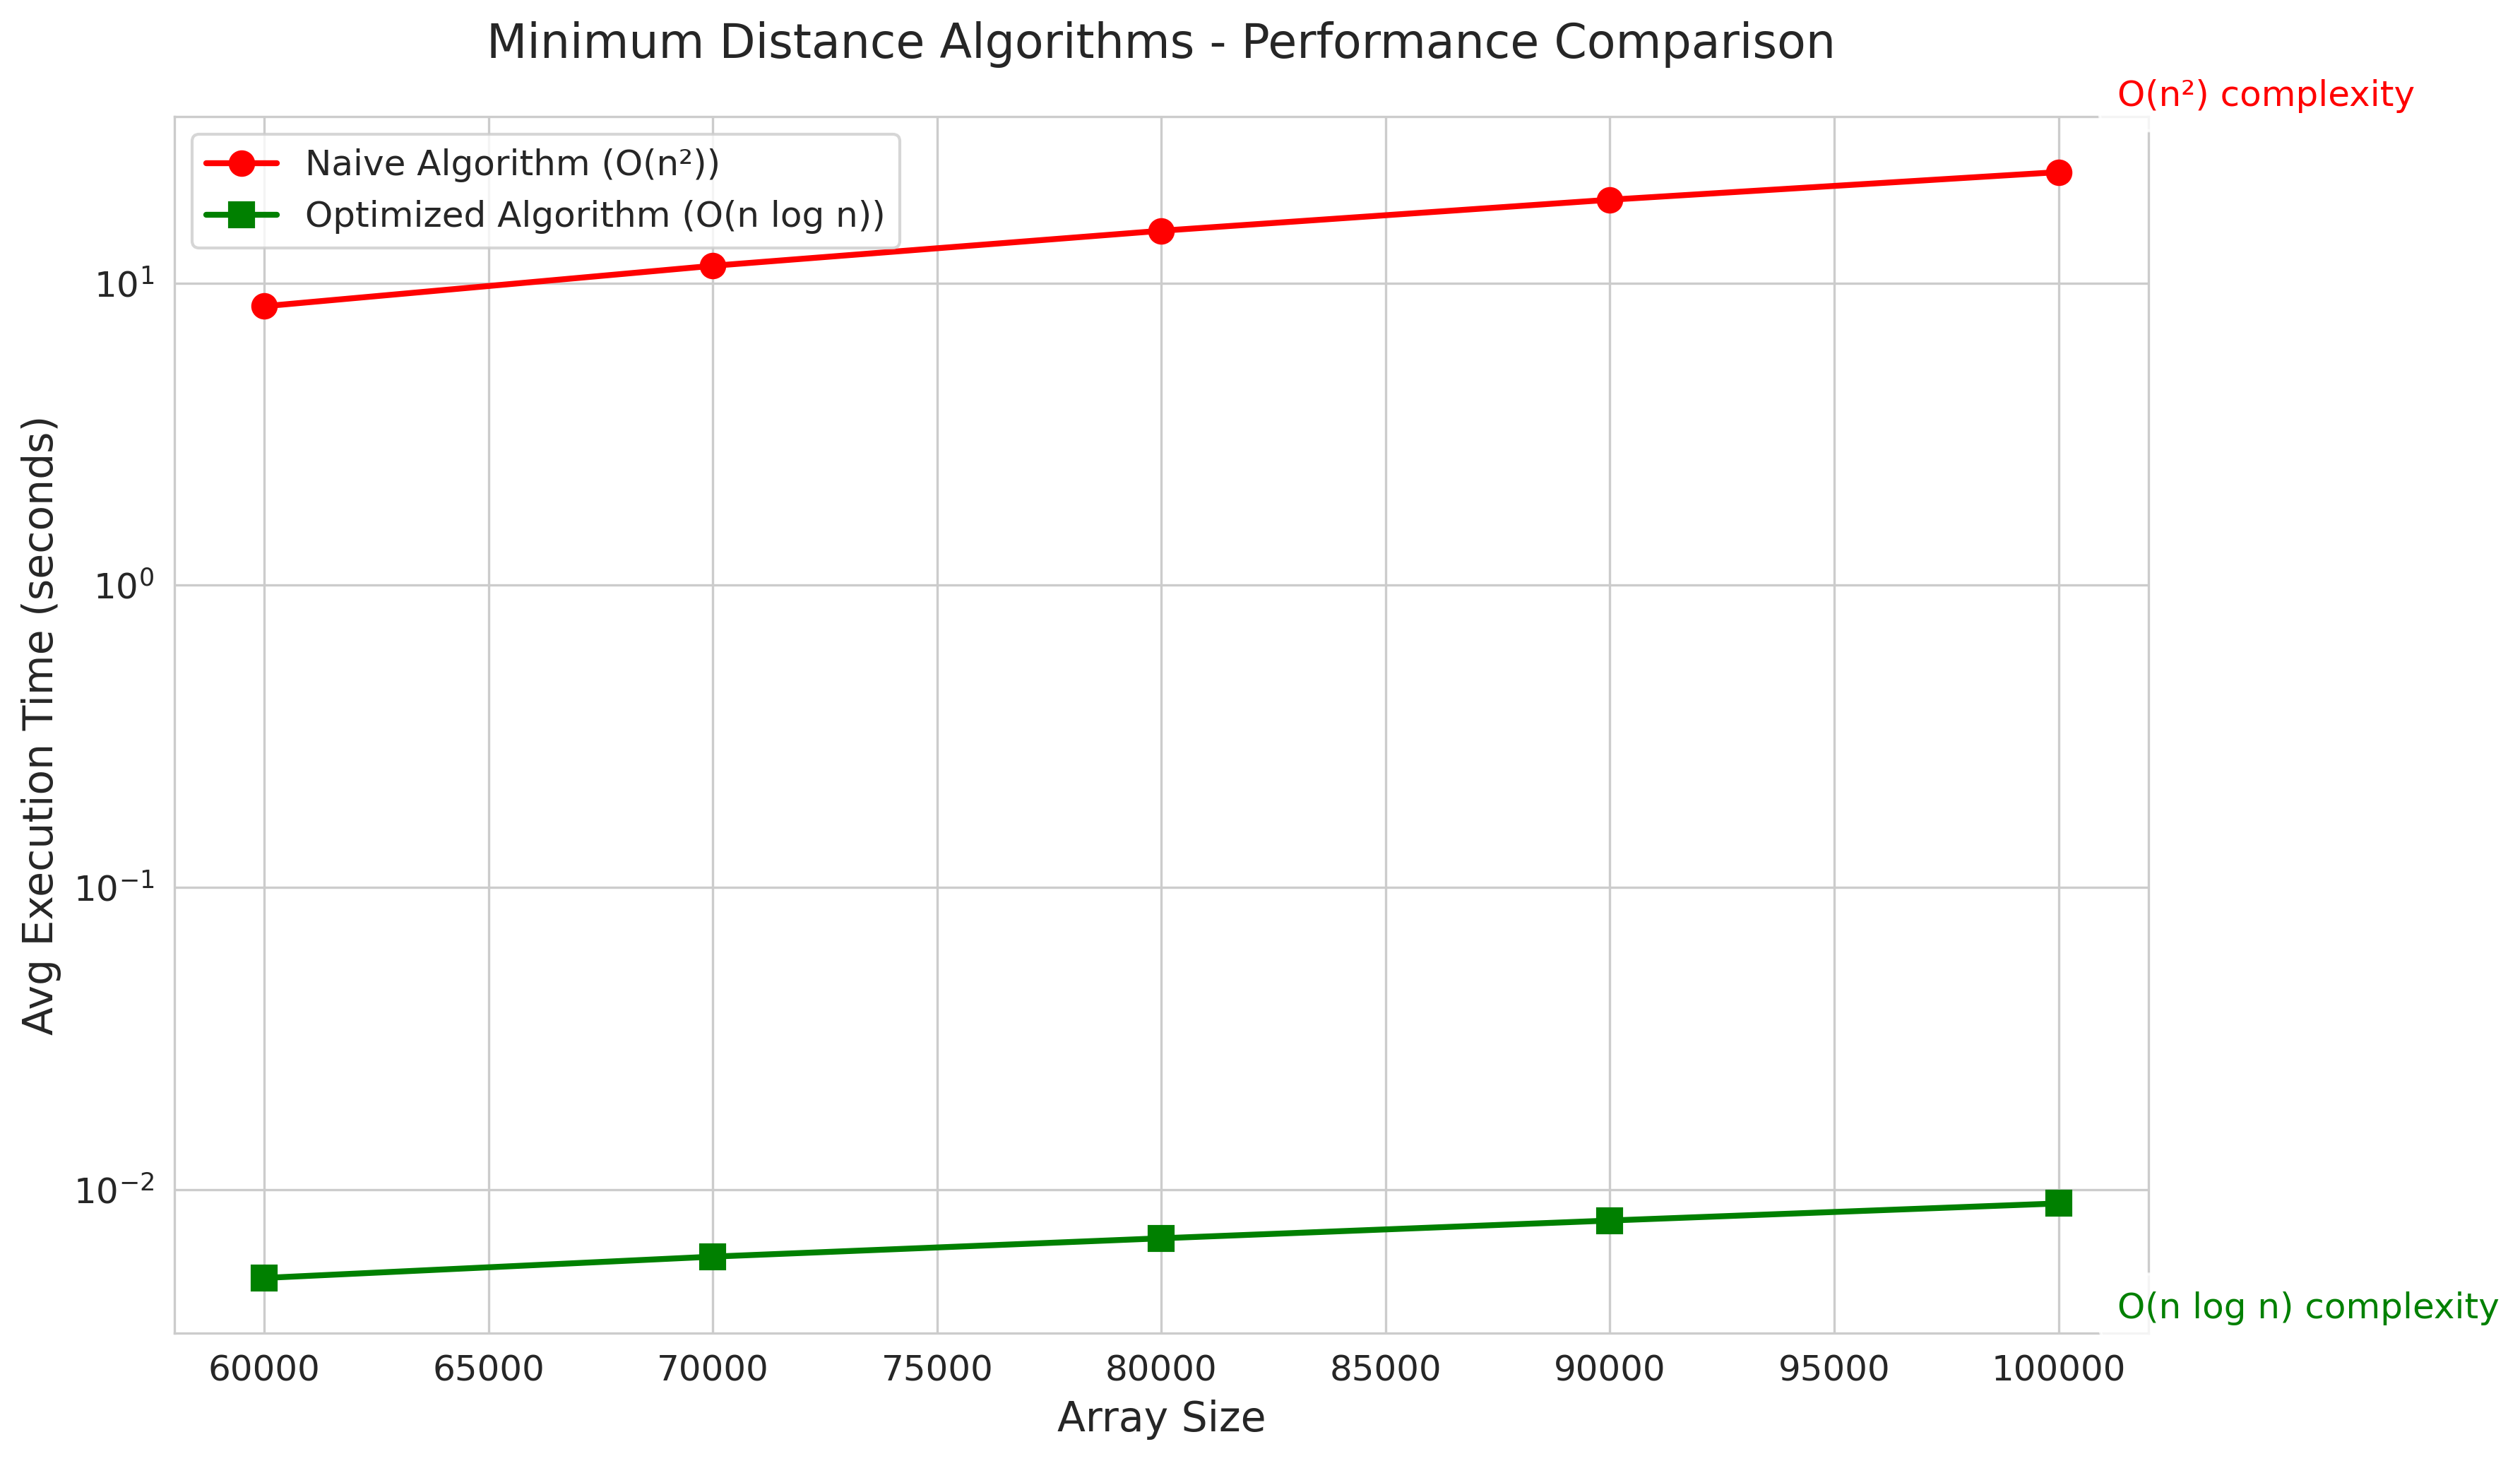 Minimum Distance Algorithms - Performance Comparison
O(n²) complexity
Naive Algorithm (O(n²))
Optimized Algorithm (O(n log n))
Avg Execution Time (seconds)
10¹
10⁰
10⁻¹
10⁻²
O(n log n) complexity
60000 65000 70000 75000 80000 85000 90000 95000 100000
Array Size